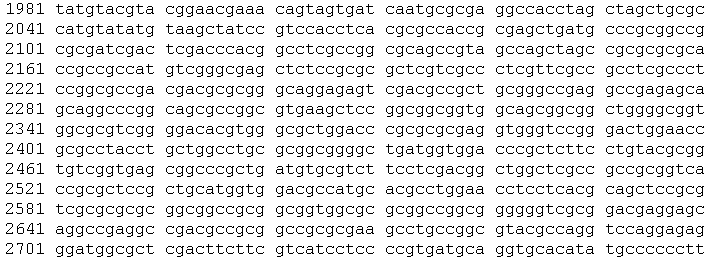 1981 tatgtacgta cggaacgaaa cagtagtgat caatgcgcga ggccacctag ctagctgcgc
2041 catgtatatg taagctatcc gtccacctca cgcgccaccg cgagctgatg cccgcggccg
2101 cgcgatcgac tcgacccacg gcctcgccgg cgcagccgta gccagctagc cgcgcgcgca
2161 ccgccgccat gtcgggcgag ctctccgcgc gctcgtcgcc ctcgttcgcc gcctcgccct
2221 ccggcgccga cgacgcgcgg gcaggagagt cgacgccgct gcgggccgag gccgagagca
2281 gcaggcccgg cagcgccggc gtgaagctcc ggcggcggtg gcagcggcgg ctggggcggt
2341 ggcgcgtcgg ggacacgtgg gcgctggacc cgcgcgcgag gtgggtccgg gactggaacc
2401 gcgcctacct gctggcctgc gcggcggggc tgatggtgga cccgctcttc ctgtacgcgg
2461 tgtcggtgag cggcccgctg atgtgcgtct tcctcgacgg ctggctcgcc gccgcggtca
2521 ccgcgctccg ctgcatggtg gacgccatgc acgcctggaa cctcctcacg cagctccgcg
2581 tcgcgcgcgc ggcggccgcg gcggtggcgc gcggccggcg gggggtcgcg gacgaggagc
2641 aggccgaggc cgacgccgcg gccgcgcgaa gcctgccggc gtacgccagg tccaggagag
2701 ggatggcgct cgacttcttc gtcatcctcc ccgtgatgca ggtgcacata tgccccccctt